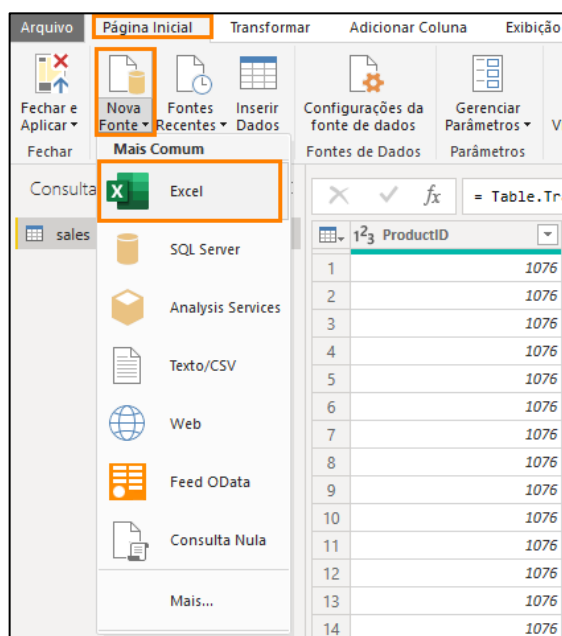 Arquivo Página Inicial Transformar Adicionar Coluna Exibição
Fechar e Aplicar Nova Fonte Fontes Recentes Inserir Dados Configurações da fonte de dados Gerenciar Parâmetros V
Fechar Mais Comum Fontes de Dados Parâmetros
Consulta
Excel
fx = Table.Tr
sales
SQL Server
Analysis Services
Texto/CSV
Web
Feed OData
Consulta Nula
Mais...
1²3 ProductID
1 1076
2 1076
3 1076
4 1076
5 1076
6 1076
7 1076
8 1076
9 1076
10 1076
11 1076
12 1076
13 1076
14 1076